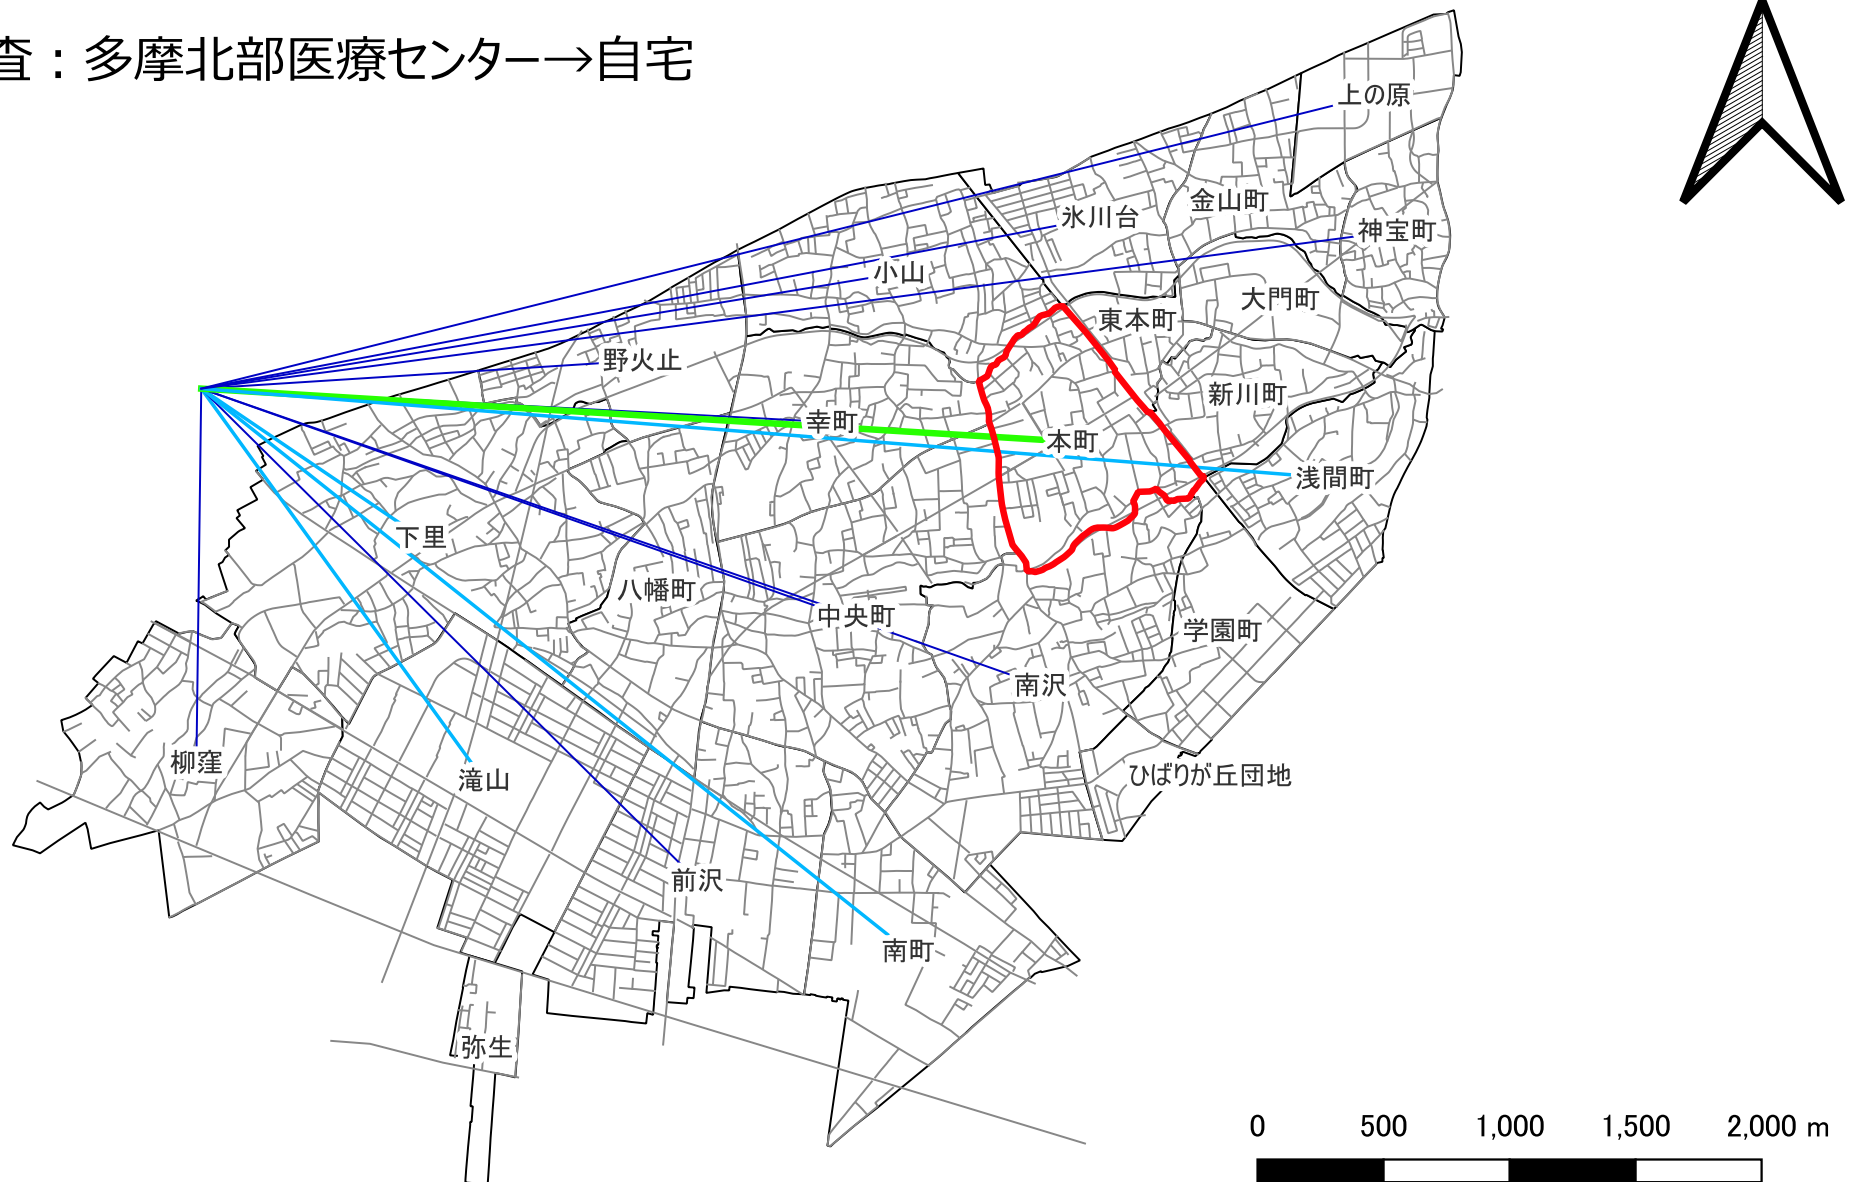 査：多摩北部医療センター→自宅
上の原
金山町
氷川台
神宝町
小山
大門町
東本町
野火止
新川町
幸町
本町
浅間町
下里
八幡町
中央町
学園町
南沢
柳窪
滝山
ひばりが丘団地
前沢
南町
弥生
0 500 1,000 1,500 2,000 m